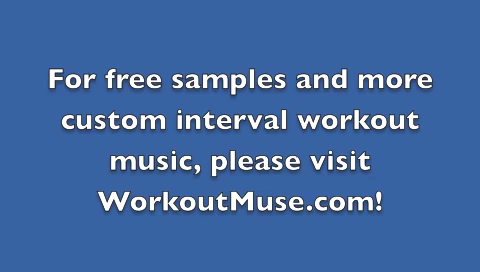 For free samples and more
custom interval workout
music, please visit
WorkoutMuse.com!